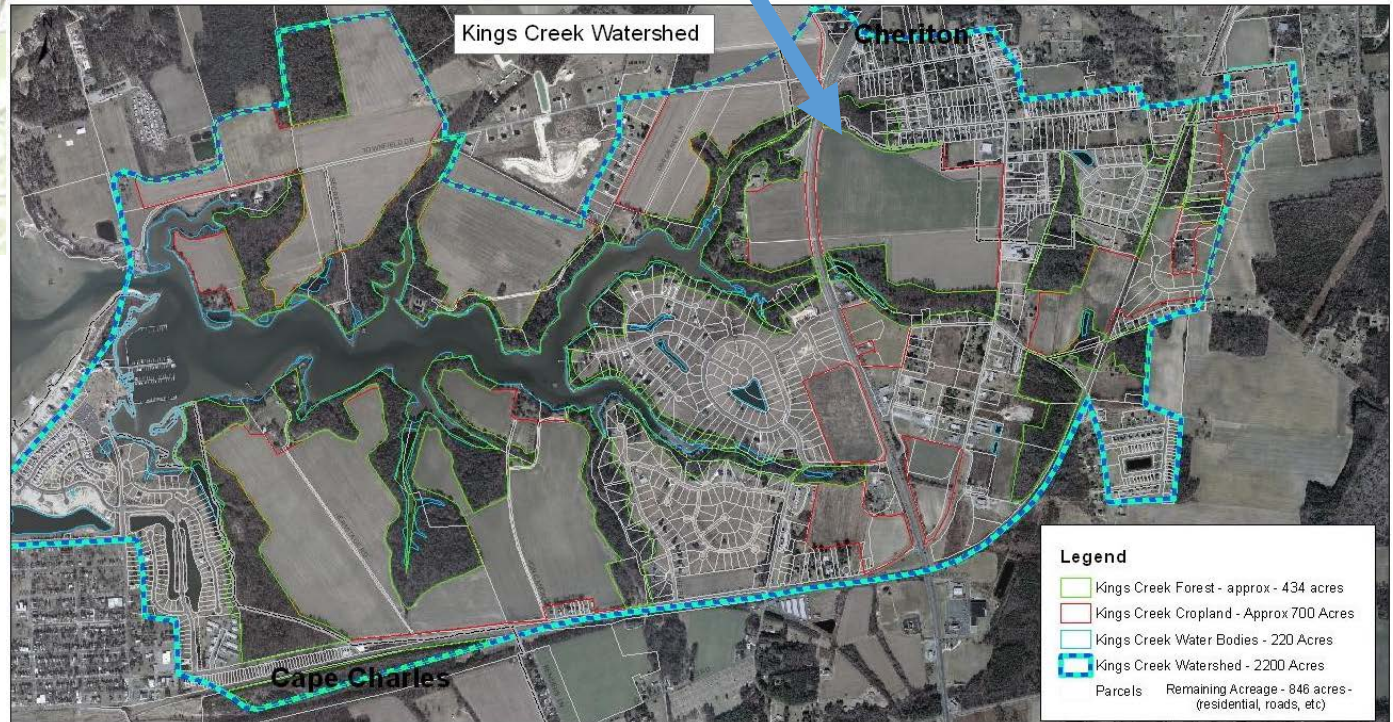 Kings Creek Watershed
Cheriton
Cape Charles
Legend
Kings Creek Forest - approx - 434 acres
Kings Creek Cropland - Approx 700 Acres
Kings Creek Water Bodies - 220 Acres
Kings Creek Watershed - 2200 Acres
Parcels Remaining Acreage - 846 acres -
(residential, roads, etc)